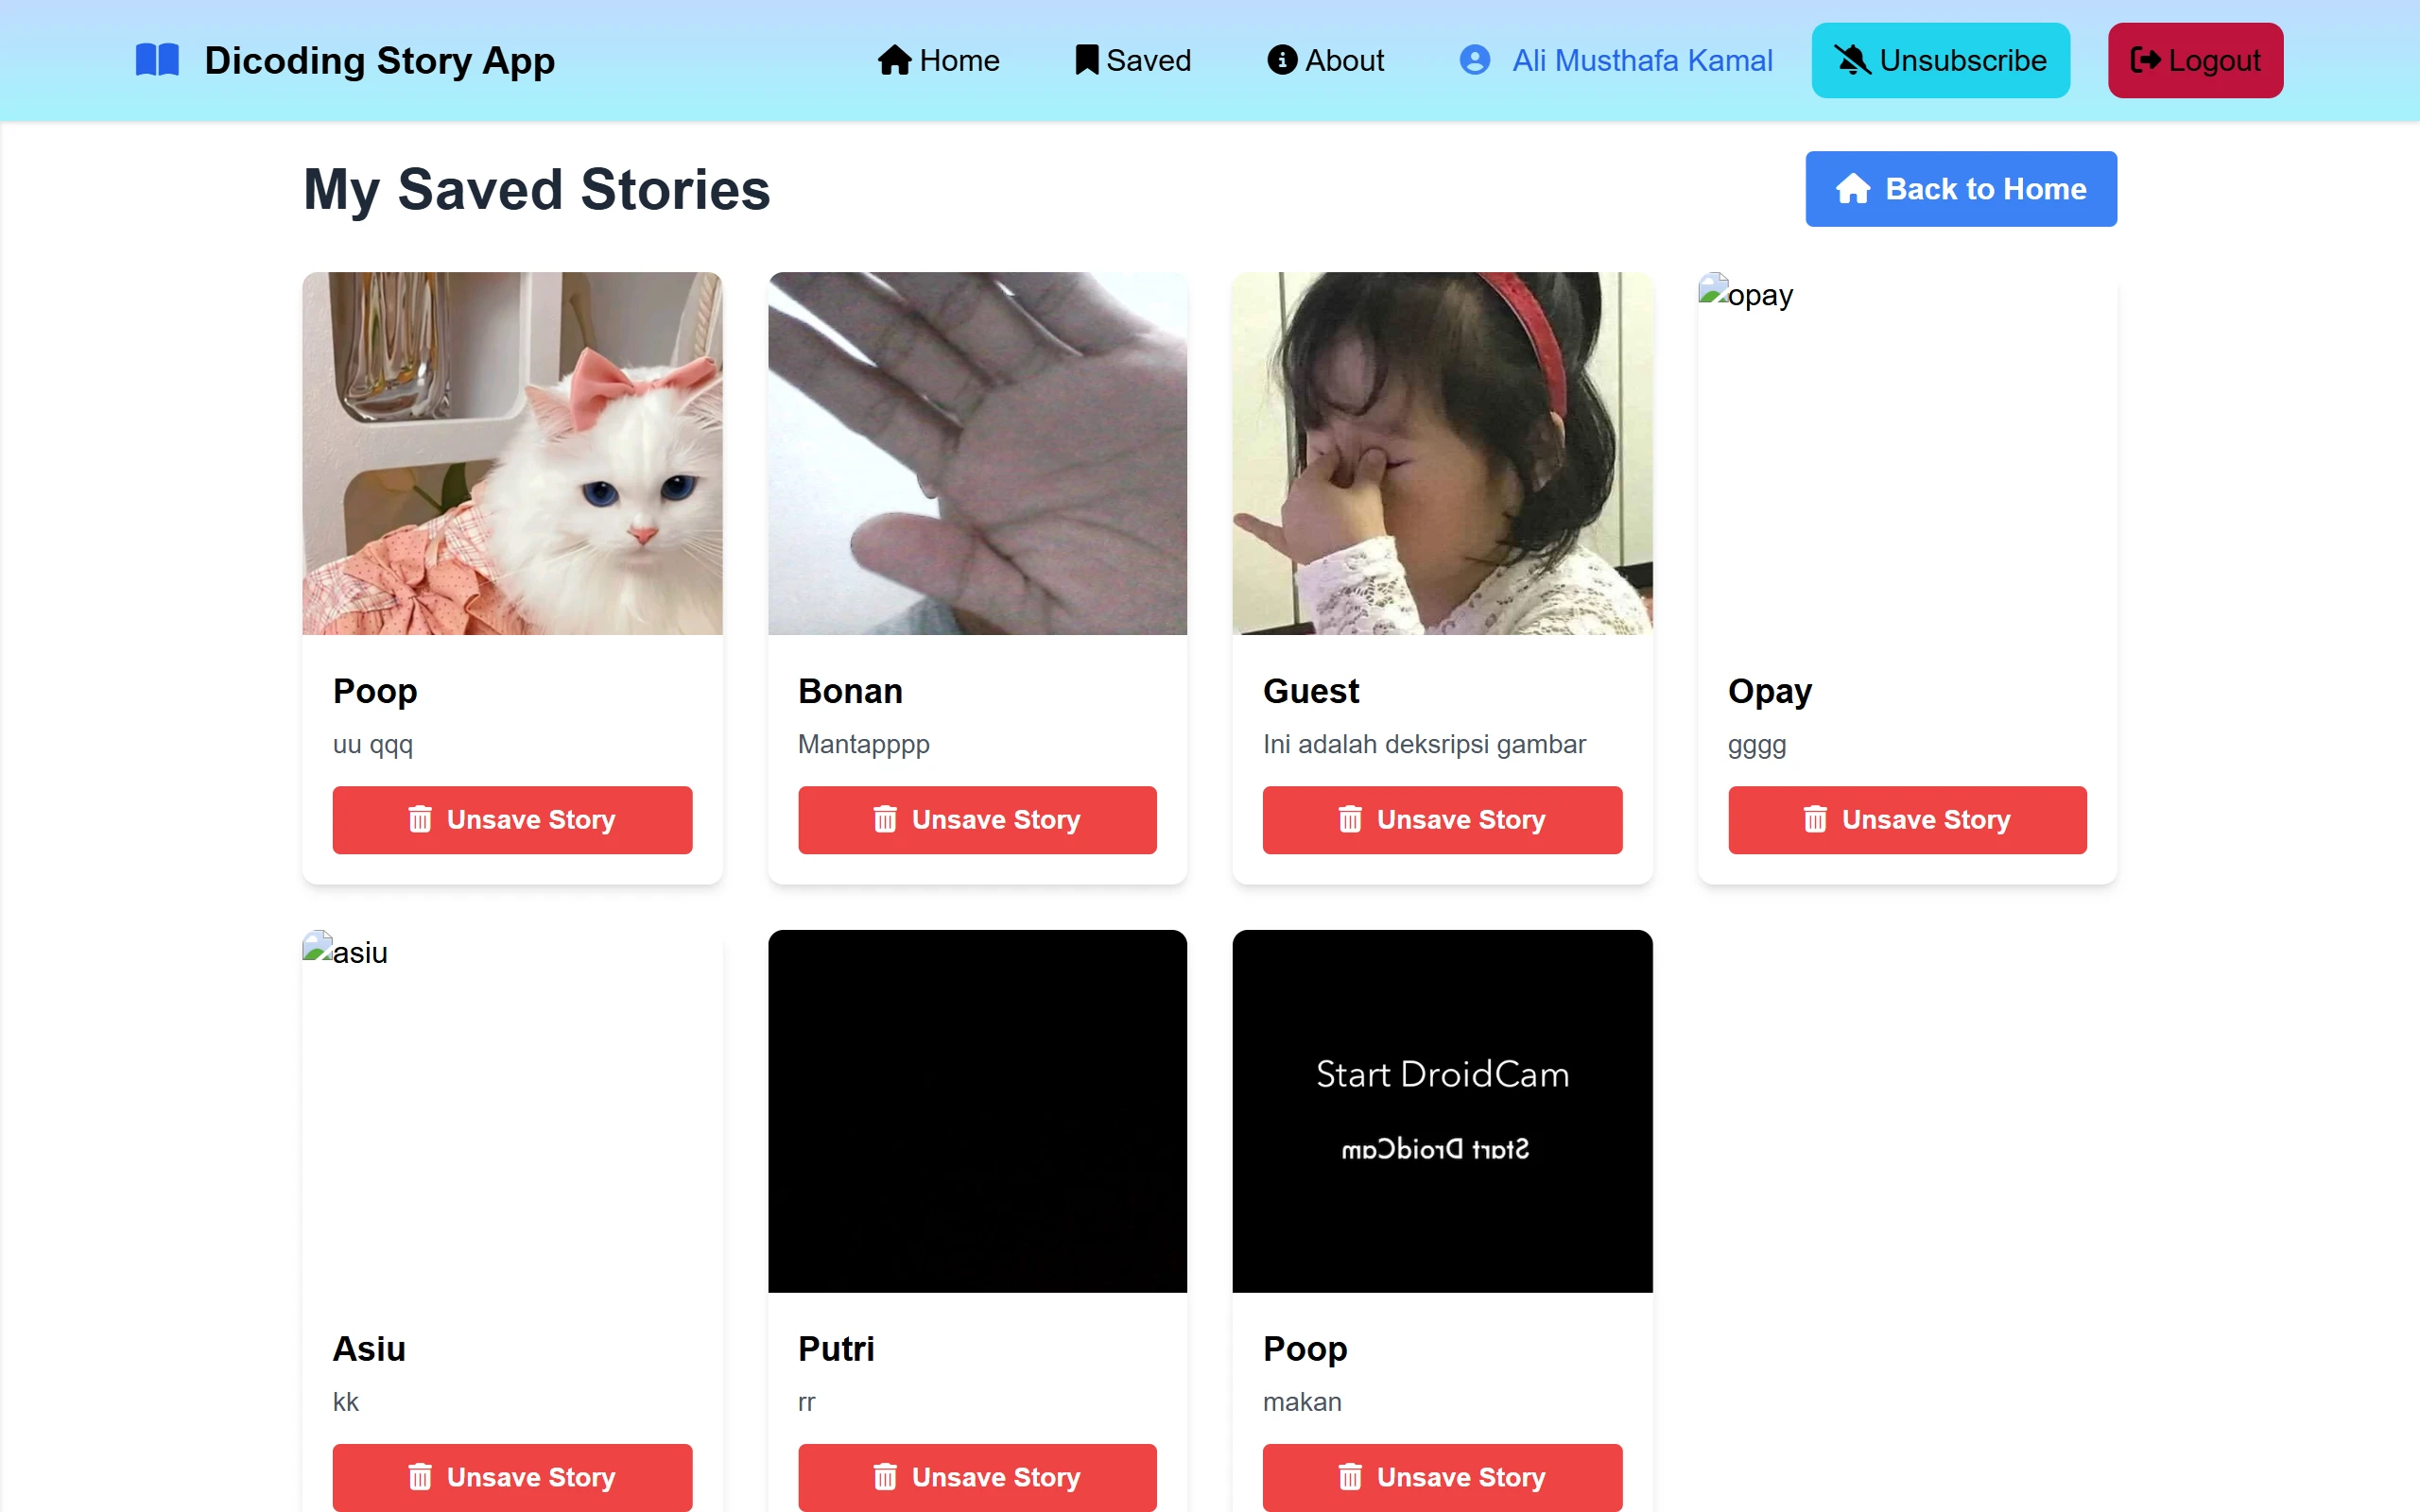 Dicoding Story App
Home
Saved
About
Ali Musthafa Kamal
Unsubscribe
Logout
My Saved Stories
Back to Home
opay
Poop
uu qqq
Unsave Story
Bonan
Mantapppp
Unsave Story
Guest
Ini adalah deksripsi gambar
Unsave Story
Opay
gggg
Unsave Story
asiu
Start DroidCam
Start DroidCam
Asiu
kk
Unsave Story
Putri
rr
Unsave Story
Poop
makan
Unsave Story